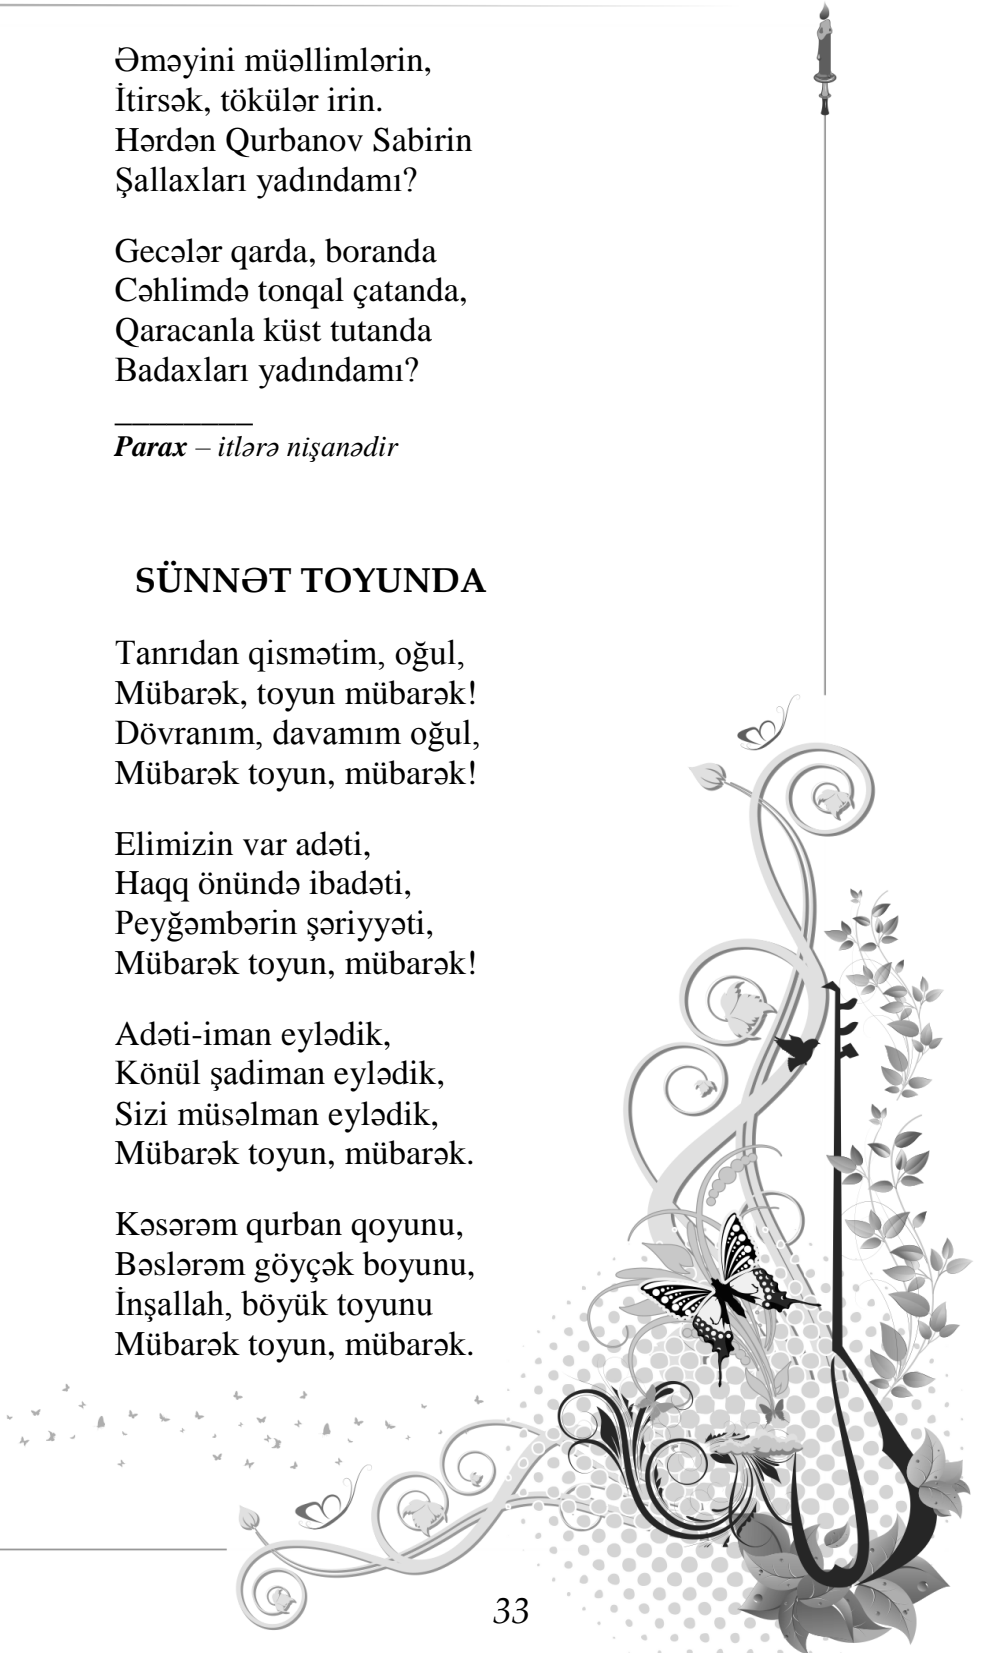 Əməyini müəllimlərin,
İtirsək, tökülər irin.
Hərdən Qurbanov Sabirin
Şallaxları yadındamı?
Gecələr qarda, boranda
Cəhlimdə tonqal çatanda,
Qaracanla küst tutanda
Badaxları yadındamı?
________
Parax – itlərə nişanədir
SÜNNƏT TOYUNDA
Tanrıdan qismətim, oğul,
Mübarək, toyun mübarək!
Dövranım, davamım oğul,
Mübarək toyun, mübarək!
Elimizin var adəti,
Haqq önündə ibadəti,
Peyğəmbərin şəriyyəti,
Mübarək toyun, mübarək!
Adəti-iman eylədik,
Könül şadiman eylədik,
Sizi müsəlman eylədik,
Mübarək toyun, mübarək.
Kəsərəm qurban qoyunu,
Bəslərəm göyçək boyunu,
İnşallah, böyük toyunu
Mübarək toyun, mübarək.
33